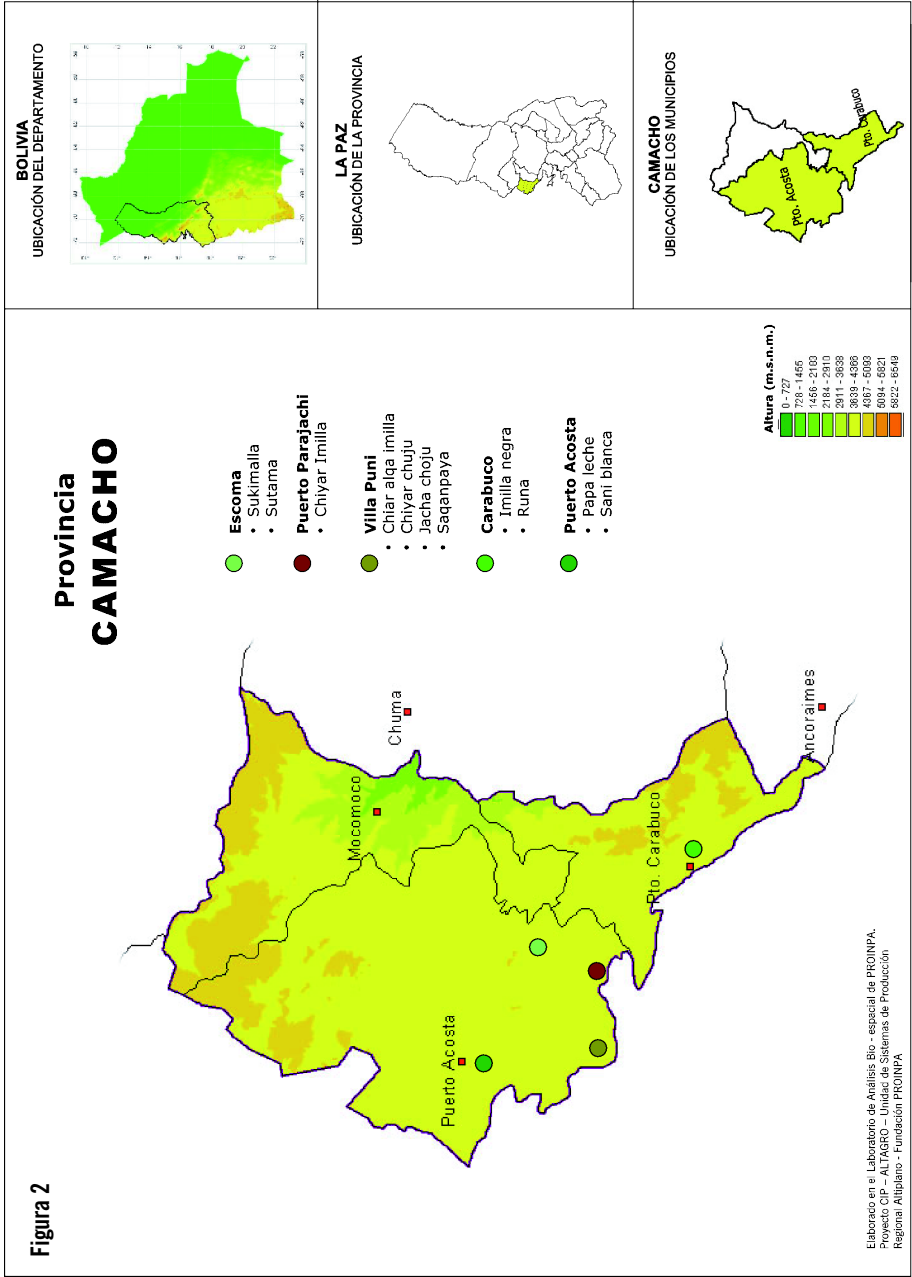 Figura 2
Provincia
CAMACHO
Escoma
• Sukimalla
• Sutama
Puerto Parajachi
• Chiyar Imilla
Villa Puni
• Chiar alqa imilla
• Chiyar chuju
• Jacha choju
• Saqanpaya
Carabuco
• Imilla negra
• Runa
Puerto Acosta
• Papa leche
• Sani blanca
Mocomoco
Chuma
Puerto Acosta
Pto. Carabuco
Ancoraimes
Altura (m.s.n.m.)
0 - 727
728 - 1455
1456 - 2183
2184 - 2910
2911 - 3638
3639 - 4366
4367 - 5093
5094 - 5821
5822 - 6549
Elaborado en el Laboratorio de Análisis Bio - espacial de PROINPA.
Proyecto CIP – ALTAGRO – Unidad de Sistemas de Producción
Regional Altiplano - Fundación PROINPA
BOLIVIA
UBICACIÓN DEL DEPARTAMENTO
LA PAZ
UBICACIÓN DE LA PROVINCIA
CAMACHO
UBICACIÓN DE LOS MUNICIPIOS
Pto. Acosta
Pto. Carabuco